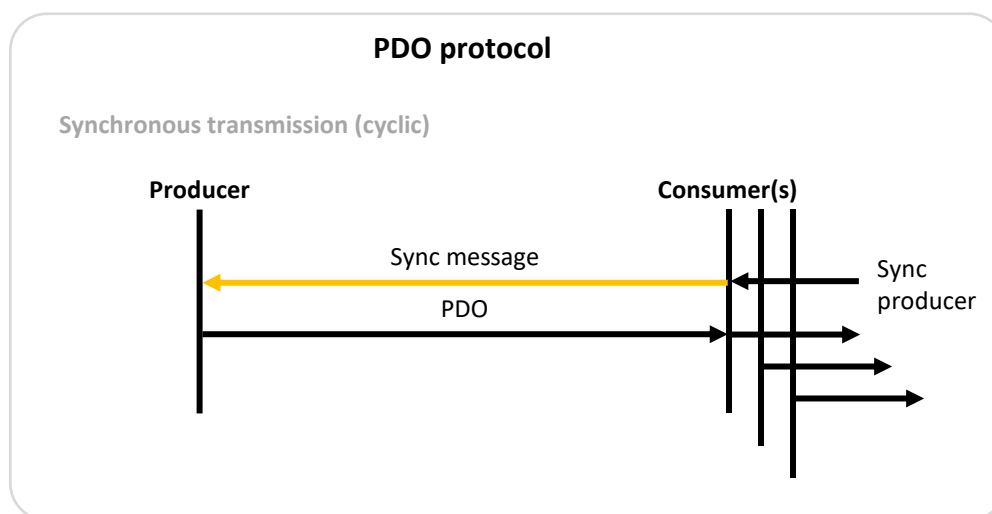 PDO protocol
Synchronous transmission (cyclic)
Producer
Consumer(s)
Sync message
Sync
producer
PDO